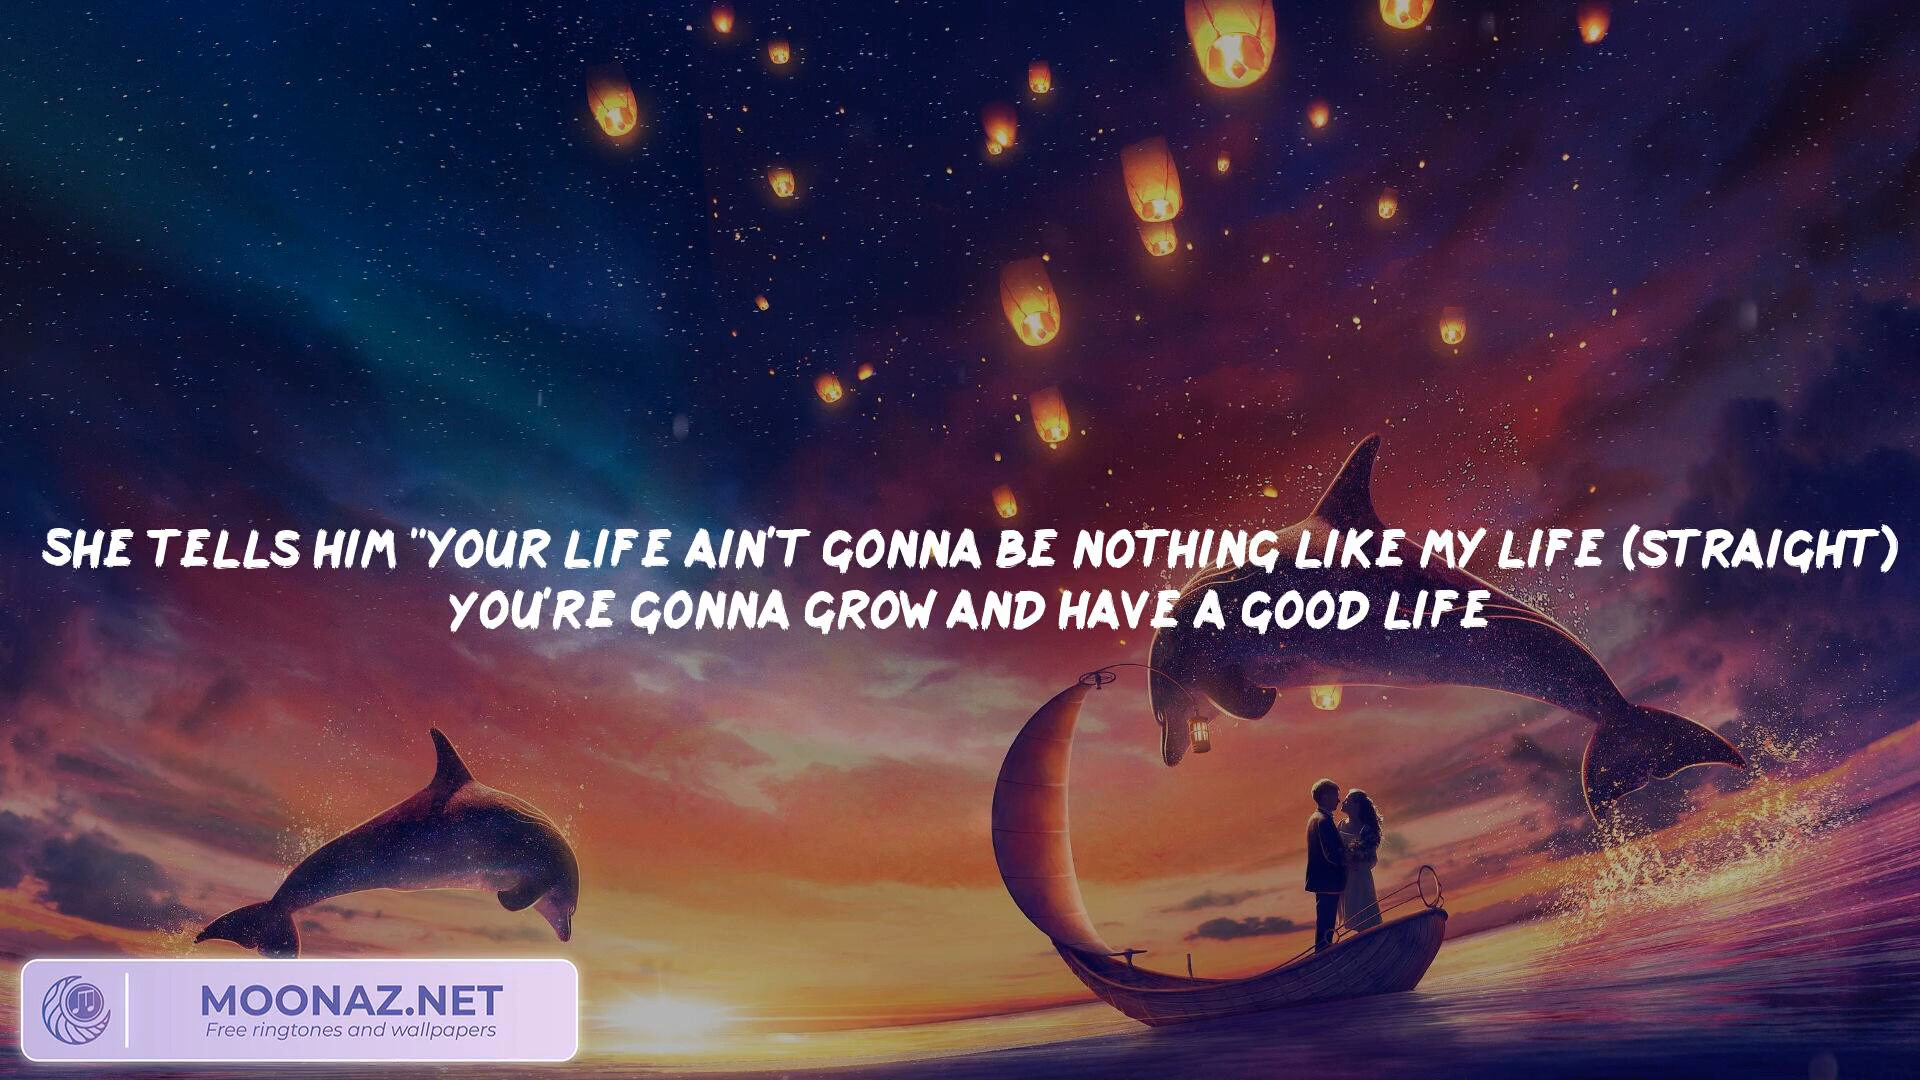 SHE TELLS HIM "YOUR LIFE AIN'T GONNA BE NOTHING LIKE MY LIFE (STRAIGHT)
YOU'RE GONNA GROW AND HAVE A GOOD LIFE
MOONAZ.NET
Free ringtones and wallpapers